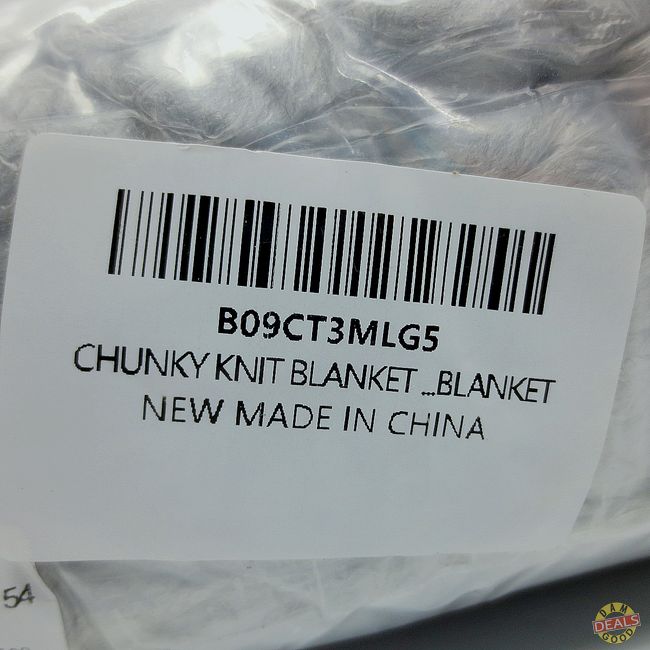 B09CT3MLG5
CHUNKY KNIT BLANKET ...BLANKET
NEW MADE IN CHINA
54
DAM
DEALS
GOOD